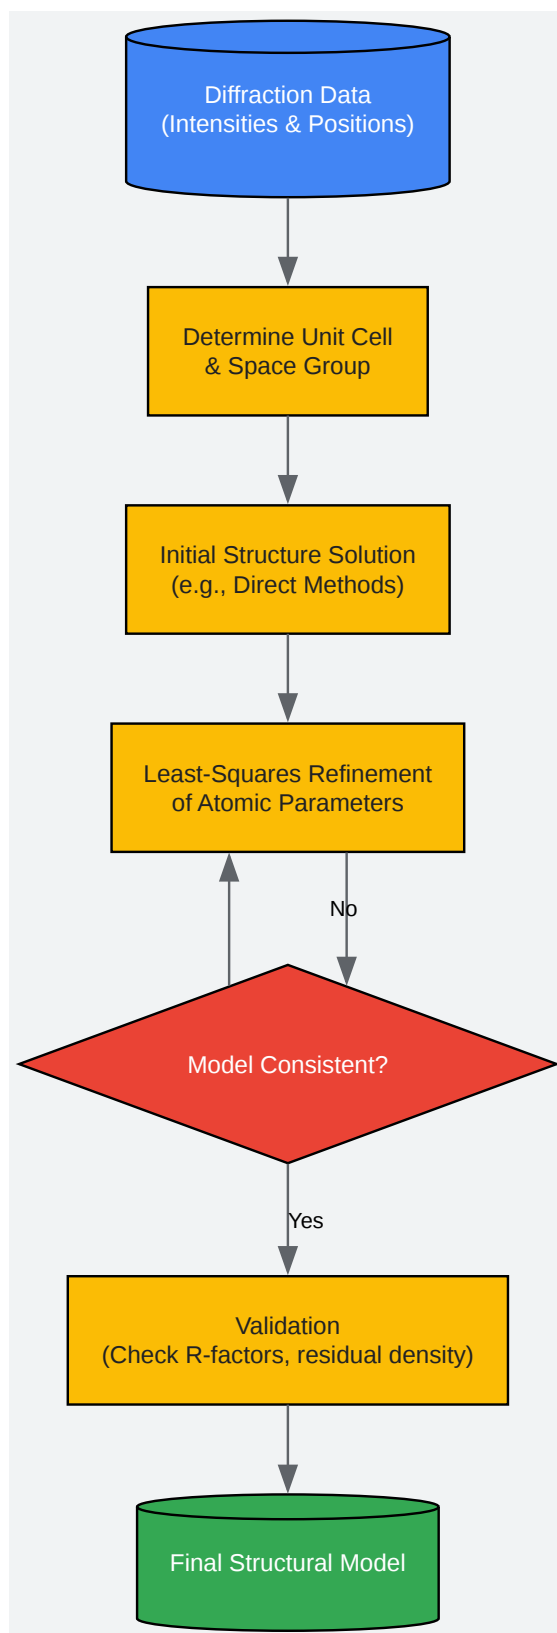 Diffraction Data
(Intensities & Positions)
Determine Unit Cell
& Space Group
Initial Structure Solution
(e.g., Direct Methods)
Least-Squares Refinement
of Atomic Parameters
No
Model Consistent?
Yes
Validation
(Check R-factors, residual density)
Final Structural Model